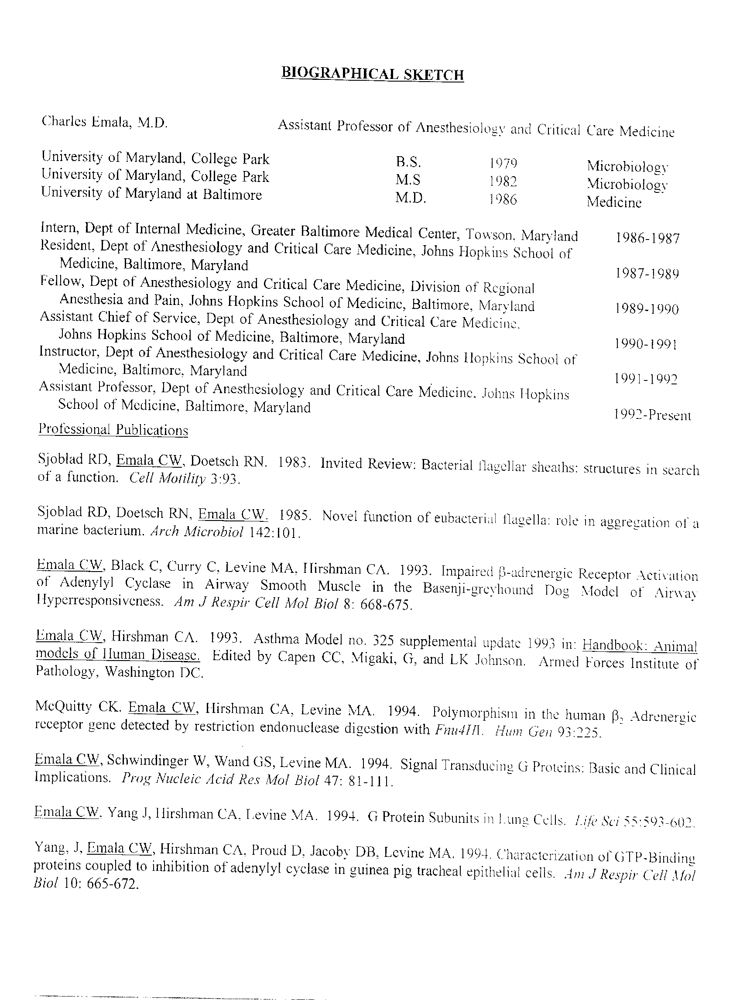 BIOGRAPHICAL SKETCH
Charles Emala, M.D. Assistant Professor of Anesthesiology and Critical Care Medicine
University of Maryland, College Park B.S. 1979 Microbiology
University of Maryland, College Park M.S 1982 Microbiology
University of Maryland at Baltimore M.D. 1986 Medicine
Intern, Dept of Internal Medicine, Greater Baltimore Medical Center, Towson, Maryland 1986-1987
Resident, Dept of Anesthesiology and Critical Care Medicine, Johns Hopkins School of
Medicine, Baltimore, Maryland 1987-1989
Fellow, Dept of Anesthesiology and Critical Care Medicine, Division of Regional
Anesthesia and Pain, Johns Hopkins School of Medicine, Baltimore, Maryland 1989-1990
Assistant Chief of Service, Dept of Anesthesiology and Critical Care Medicine,
Johns Hopkins School of Medicine, Baltimore, Maryland 1990-1991
Instructor, Dept of Anesthesiology and Critical Care Medicine, Johns Hopkins School of
Medicine, Baltimore, Maryland 1991-1992
Assistant Professor, Dept of Anesthesiology and Critical Care Medicine, Johns Hopkins
School of Medicine, Baltimore, Maryland 1992-Present
Professional Publications
Sjoblad RD, Emala CW, Doetsch RN. 1983. Invited Review: Bacterial flagellar sheaths: structures in search
of a function. Cell Motility 3:93.
Sjoblad RD, Doetsch RN, Emala CW. 1985. Novel function of eubacterial flagella: role in aggregation of a
marine bacterium. Arch Microbiol 142:101.
Emala CW, Black C, Curry C, Levine MA, Hirshman CA. 1993. Impaired β-adrenergic Receptor Activation
of Adenylyl Cyclase in Airway Smooth Muscle in the Basenji-greyhound Dog Model of Airway
Hyperresponsiveness. Am J Respir Cell Mol Biol 8: 668-675.
Emala CW, Hirshman CA. 1993. Asthma Model no. 325 supplemental update 1993 in: Handbook: Animal
models of Human Disease. Edited by Capen CC, Migaki, G, and LK Johnson. Armed Forces Institute of
Pathology, Washington DC.
McQuitty CK. Emala CW, Hirshman CA, Levine MA. 1994. Polymorphism in the human β₂ Adrenergic
receptor gene detected by restriction endonuclease digestion with Fnu4HI. Hum Gen 93:225.
Emala CW, Schwindinger W, Wand GS, Levine MA. 1994. Signal Transducing G Proteins: Basic and Clinical
Implications. Prog Nucleic Acid Res Mol Biol 47: 81-111.
Emala CW. Yang J, Hirshman CA, Levine MA. 1994. G Protein Subunits in Lung Cells. Life Sci 55:593-602.
Yang, J, Emala CW, Hirshman CA, Proud D, Jacoby DB, Levine MA. 1994. Characterization of GTP-Binding
proteins coupled to inhibition of adenylyl cyclase in guinea pig tracheal epithelial cells. Am J Respir Cell Mol
Biol 10: 665-672.